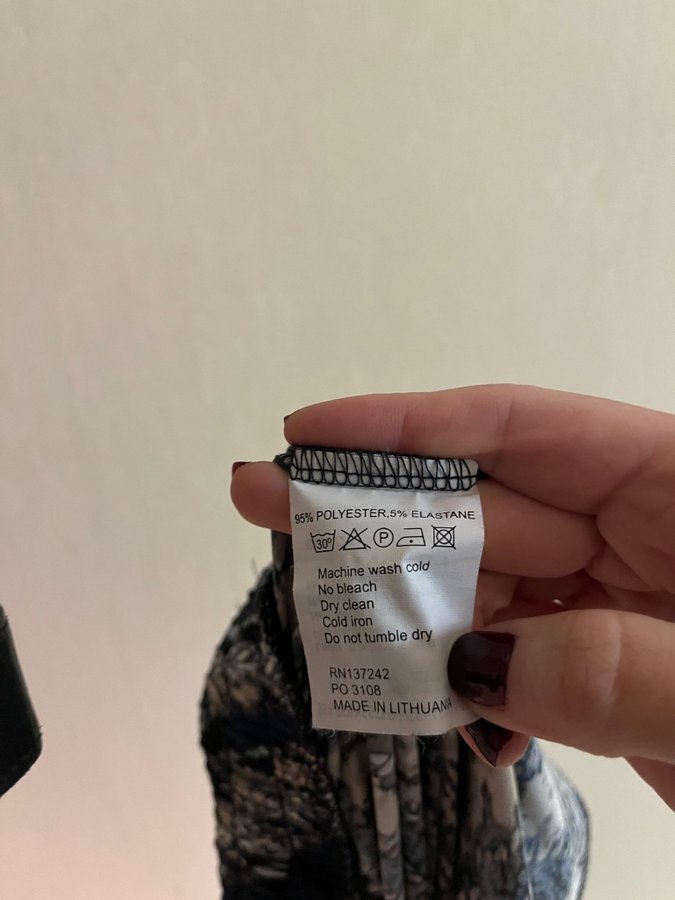 95% POLYESTER,5% ELASTANE
30º P
Machine wash cold
No bleach
Dry clean
Cold iron
Do not tumble dry
RN137242
PO 3108
MADE IN LITHUANIA